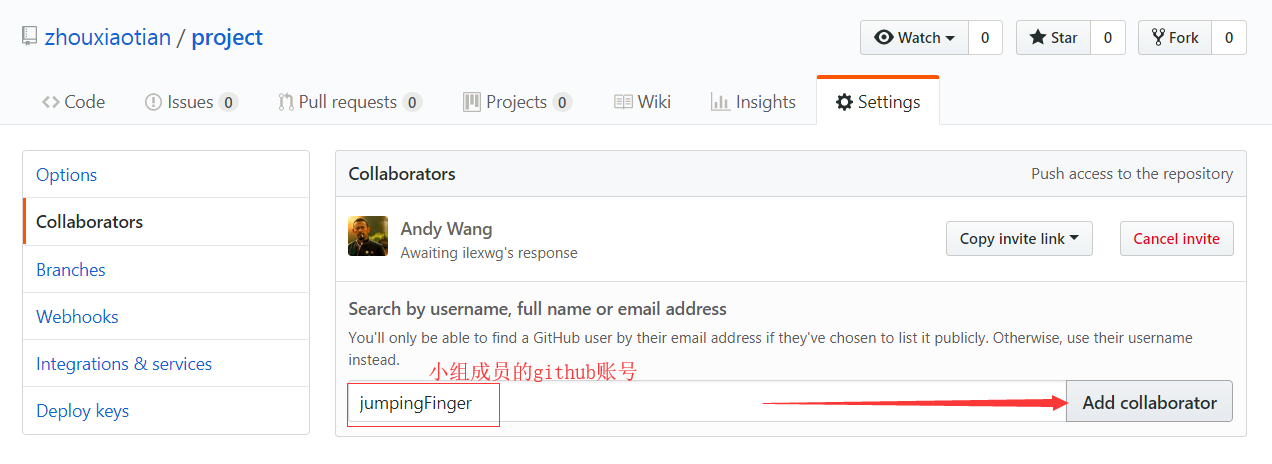 zhouxiaotian / project
Watch 0 Star 0 Fork 0
Code Issues 0 Pull requests 0 Projects 0 Wiki Insights Settings
Options
Collaborators
Branches
Webhooks
Integrations & services
Deploy keys
Collaborators Push access to the repository
Andy Wang
Awaiting ilexwg's response
Copy invite link Cancel invite
Search by username, full name or email address
You'll only be able to find a GitHub user by their email address if they've chosen to list it publicly. Otherwise, use their username
instead.
小组成员的github账号
jumpingFinger Add collaborator